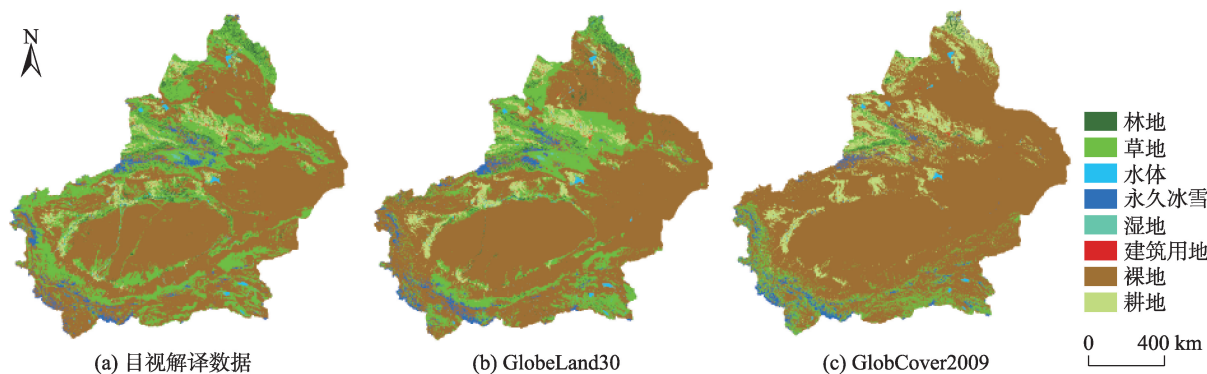 N
林地
草地
水体
永久冰雪
湿地
建筑用地
裸地
耕地
0 400 km
(a) 目视解译数据
(b) GlobeLand30
(c) GlobCover2009